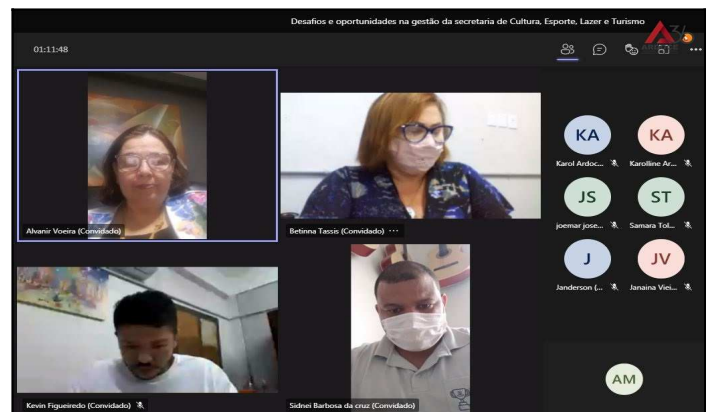 Desafios e oportunidades na gestão da secretaria de Cultura, Esporte, Lazer e Turismo
01:11:48
Alvanir Voeira (Convidado)
Betinna Tassis (Convidado) ...
Kevin Figueiredo (Convidado)
Sidnei Barbosa da cruz (Convidado)
KA KA
Karol Ardoc... Karolline Ar...
JS ST
joemar jose... Samara Tol...
J JV
Janderson (... Janaina Viei...
AM